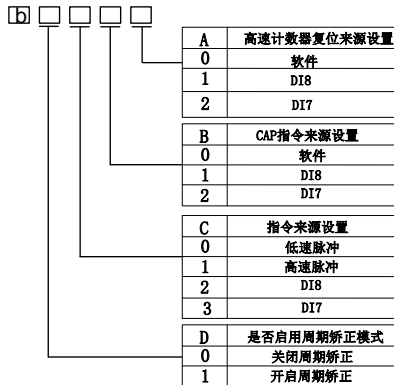 b
A 高速计数器复位来源设置
0 软件
1 DI8
2 DI7
B CAP指令来源设置
0 软件
1 DI8
2 DI7
C 指令来源设置
0 低速脉冲
1 高速脉冲
2 DI8
3 DI7
D 是否启用周期矫正模式
0 关闭周期矫正
1 开启周期矫正